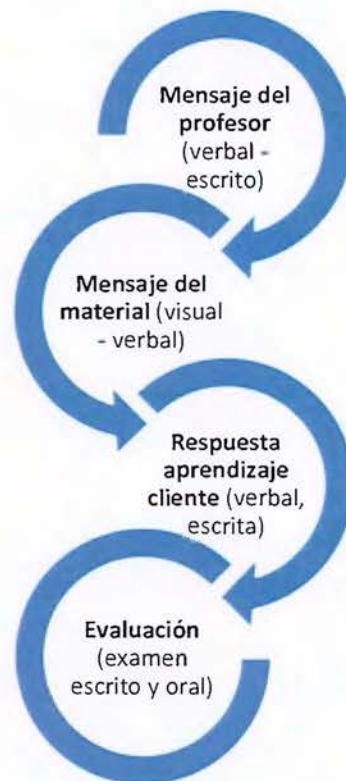 Mensaje del
profesor
(verbal -
escrito)
Mensaje del
material (visual
- verbal)
Respuesta
aprendizaje
cliente (verbal,
escrita)
Evaluación
(examen
escrito y oral)